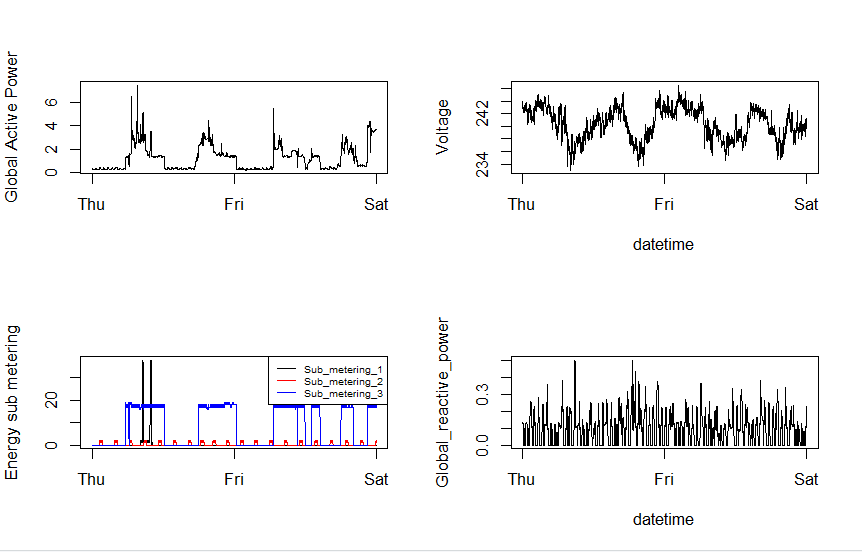 Global Active Power
6
4
2
0
Thu Fri Sat
Voltage
242
234
Thu Fri Sat
datetime
Energy sub metering
20
0
Sub_metering_1
Sub_metering_2
Sub_metering_3
Thu Fri Sat
Global_reactive_power
0.3
0.0
Thu Fri Sat
datetime